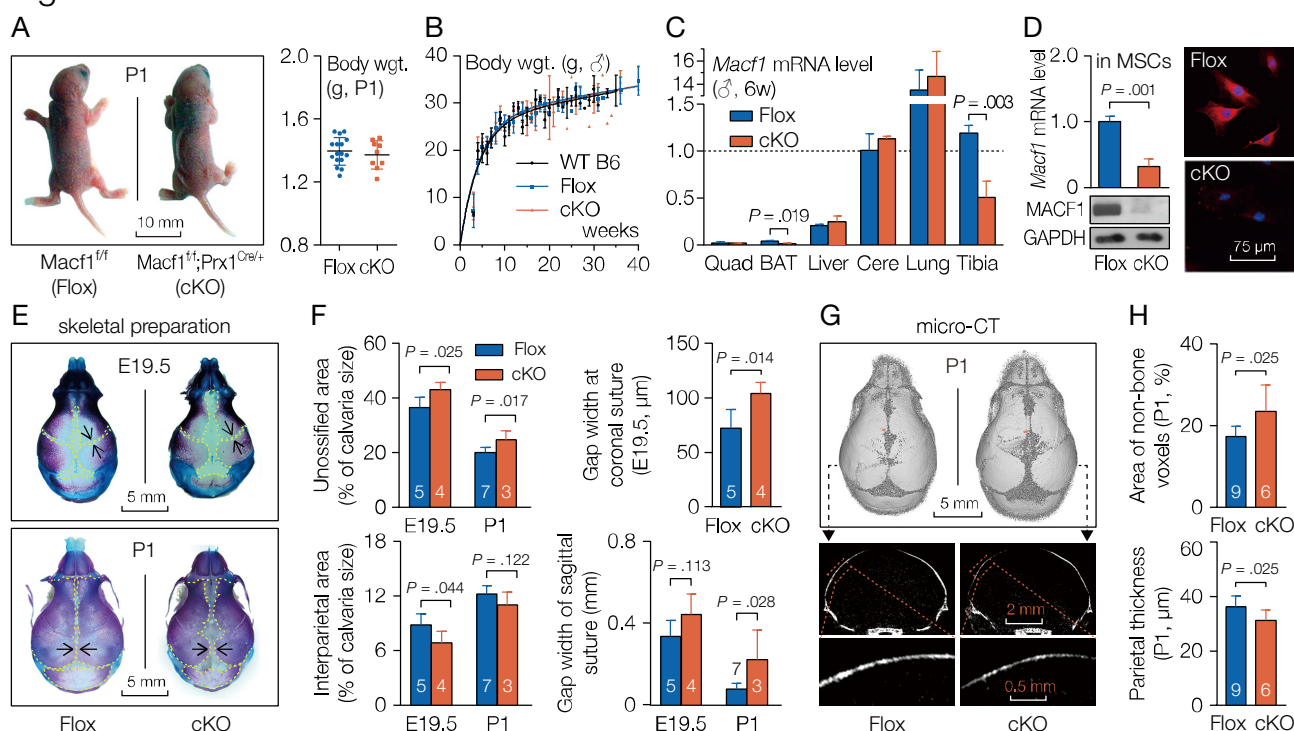 A
P1
10 mm
Macf1f/f
(Flox)
Macf1f/f;Prx1Cre/+
(cKO)
Body wgt.
(g, P1)
2.0
1.6
1.2
0.8
Flox cKO
B
Body wgt. (g, ♂)
40
30
20
10
0
WT B6
Flox
cKO
weeks
0 10 20 30 40
C
Macf1 mRNA level
(♂, 6w)
Flox
cKO
16
14
1.0
0.5
0
P = .019
P = .003
Quad BAT Liver Cere Lung Tibia
D
in MSCs
Macf1 mRNA level
2.0
1.0
0
P = .001
MACF1
GAPDH
Flox cKO
Flox
cKO
75 µm
E
skeletal preparation
E19.5
5 mm
P1
5 mm
Flox
cKO
F
Unossified area
(% of calvaria size)
60
40
20
0
P = .025
P = .017
Flox
cKO
5 4 7 3
E19.5 P1
Gap width at
coronal suture
(E19.5, µm)
150
100
50
0
P = .014
5 4
Flox cKO
Interparietal area
(% of calvaria size)
18
12
6
0
P = .044
P = .122
5 4 7 3
E19.5 P1
Gap width of sagittal
suture (mm)
0.8
0.4
0
P = .113
P = .028
5 4 7 3
E19.5 P1
G
micro-CT
P1
5 mm
2 mm
0.5 mm
Flox
cKO
H
Area of non-bone
voxels (P1, %)
40
20
0
P = .025
9 6
Flox cKO
Parietal thickness
(P1, µm)
60
40
20
0
P = .025
9 6
Flox cKO